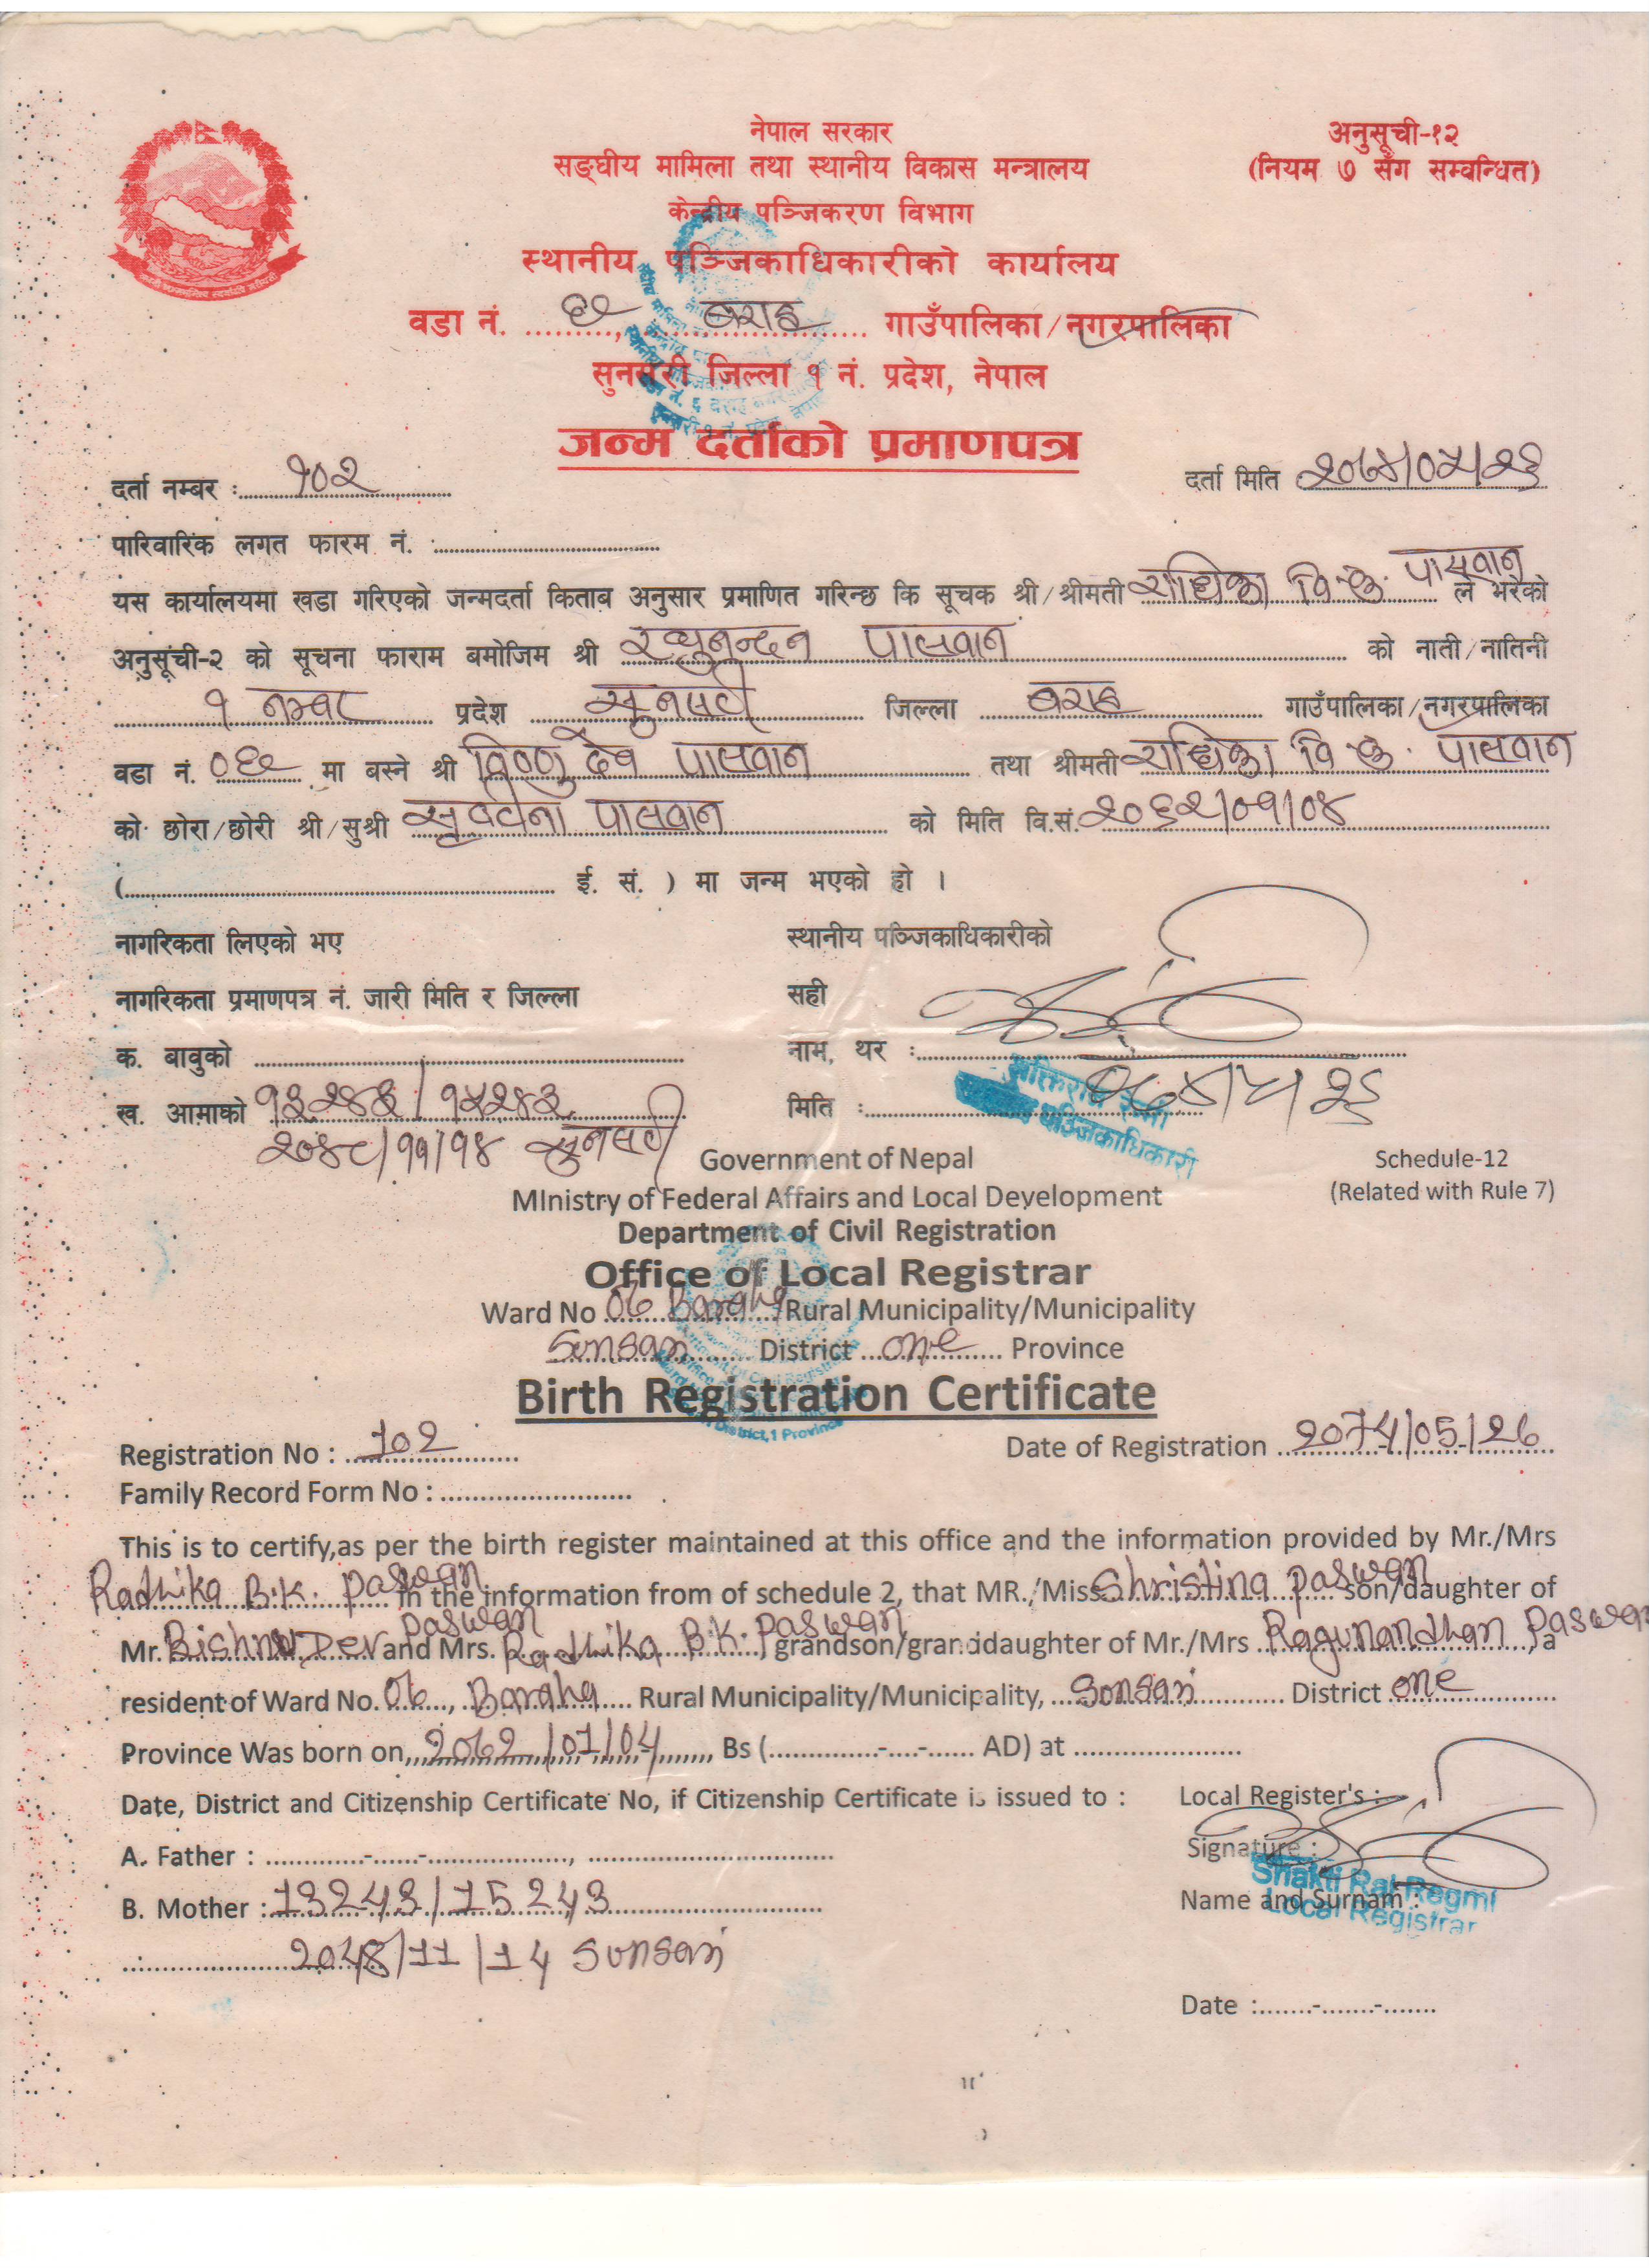 नेपाल सरकार
सङ्घीय मामिला तथा स्थानीय विकास मन्त्रालय
केन्द्रीय पञ्जिकरण विभाग
स्थानीय पञ्जिकाधिकारीको कार्यालय
अनुसूची-१२
(नियम ७ सँग सम्वन्धित)
वडा नं. ६ , बराह गाउँपालिका/नगरपालिका
सुनसरी जिल्ला १ नं. प्रदेश, नेपाल
जन्म दर्ताको प्रमाणपत्र
दर्ता नम्बर : १०२ दर्ता मिति २०७४/०५/२६
पारिवारिक लगत फारम नं. :
यस कार्यालयमा खडा गरिएको जन्मदर्ता किताब अनुसार प्रमाणित गरिन्छ कि सूचक श्री/श्रीमती राधिका वि.क. पासवान ले भरेको
अनुसूची-२ को सूचना फाराम बमोजिम श्री रघुनन्दन पासवान को नाती/नातिनी
१ नम्बर प्रदेश सुनसरी जिल्ला बराह गाउँपालिका/नगरपालिका
वडा नं. ०६ मा बस्ने श्री विष्णु देव पासवान तथा श्रीमती राधिका वि.क. पासवान
को छोरा/छोरी श्री/सुश्री पासवान को मिति वि.सं. २०६२/०१/०४
( ई. सं. ) मा जन्म भएको हो ।
नागरिकता लिएको भए स्थानीय पञ्जिकाधिकारीको
नागरिकता प्रमाणपत्र नं. जारी मिति र जिल्ला सही
क. बाबुको नाम, थर :
ख. आमाको १३२४३/१५२४३ मिति : ०७४/५/२६
२०४८/११/१४ सुनसरी
पञ्जिकाधिकारी
Government of Nepal Schedule-12
MInistry of Federal Affairs and Local Development (Related with Rule 7)
Department of Civil Registration
Office of Local Registrar
Ward No 06 Baraha Rural Municipality/Municipality
Sunsari District one Province
Birth Registration Certificate
District,1 Province
Registration No : 102 Date of Registration 2074/05/26
Family Record Form No :
This is to certify,as per the birth register maintained at this office and the information provided by Mr./Mrs
Radhika B.K. Paswan in the information from of schedule 2, that MR./Miss Shristina Paswan son/daughter of
Mr. Bishnu Dev Paswan and Mrs. Radhika B.K. Paswan, grandson/granddaughter of Mr./Mrs Ragunandhan Paswan, a
resident of Ward No. 06, Baraha Rural Municipality/Municipality, Sunsari District one
Province Was born on, 2062/01/04, Bs ( - - AD) at
Date, District and Citizenship Certificate No, if Citizenship Certificate is issued to : Local Register's :
A. Father : Signature :
B. Mother : 13243/15243 Name and Surnam :
Shakti Raj Regmi
Local Registrar
2048/11/14 Sunsari
Date : - -